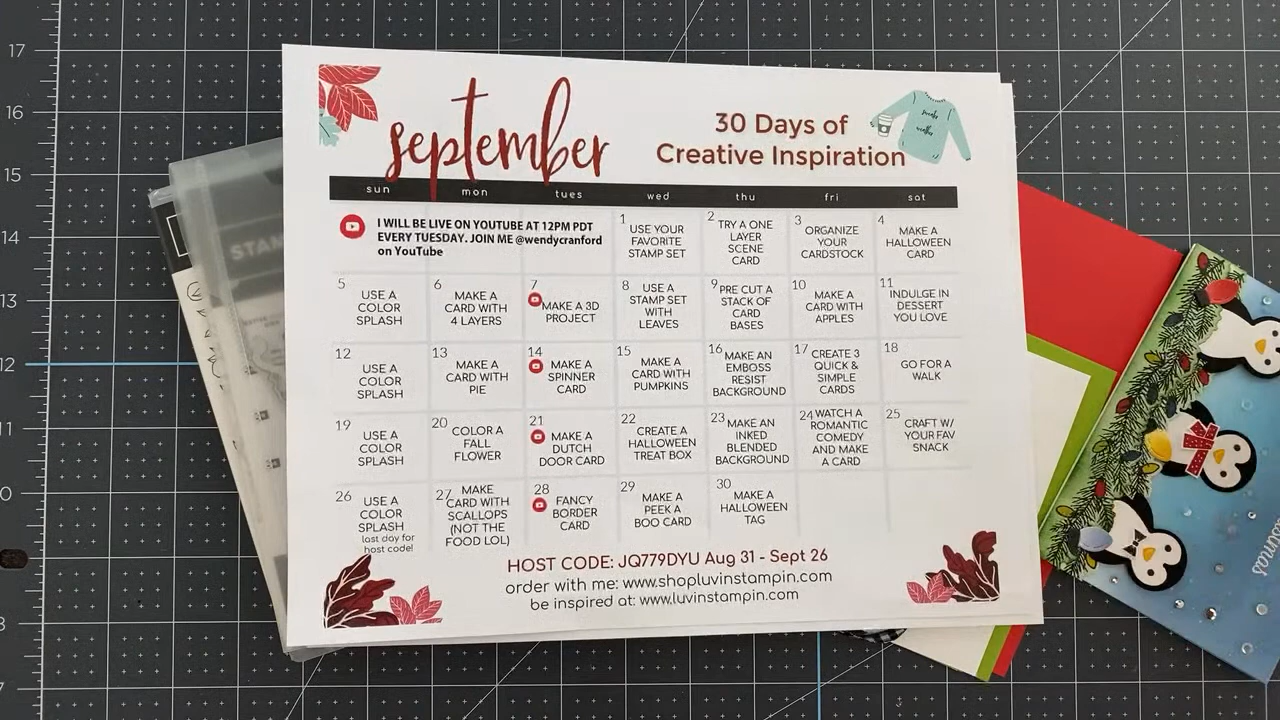 17
16
15
14
13
12
11
STAM
september
30 Days of
Creative Inspiration
sun mon tues wed thu fri sat
I WILL BE LIVE ON YOUTUBE AT 12PM PDT
EVERY TUESDAY. JOIN ME @wendycranford
on YouTube
1
USE YOUR
FAVORITE
STAMP SET
2
TRY A ONE
LAYER
SCENE
CARD
3
ORGANIZE
YOUR
CARDSTOCK
4
MAKE A
HALLOWEEN
CARD
5
USE A
COLOR
SPLASH
6
MAKE A
CARD WITH
4 LAYERS
7
MAKE A 3D
PROJECT
8
USE A
STAMP SET
WITH
LEAVES
9
PRE CUT A
STACK OF
CARD
BASES
10
MAKE A
CARD WITH
APPLES
11
INDULGE IN
DESSERT
YOU LOVE
12
USE A
COLOR
SPLASH
13
MAKE A
CARD WITH
PIE
14
MAKE A
SPINNER
CARD
15
MAKE A
CARD WITH
PUMPKINS
16
MAKE AN
EMBOSS
RESIST
BACKGROUND
17
CREATE 3
QUICK &
SIMPLE
CARDS
18
GO FOR A
WALK
19
USE A
COLOR
SPLASH
20
COLOR A
FALL
FLOWER
21
MAKE A
DUTCH
DOOR CARD
22
CREATE A
HALLOWEEN
TREAT BOX
23
MAKE AN
INKED
BLENDED
BACKGROUND
24
WATCH A
ROMANTIC
COMEDY
AND MAKE
A CARD
25
CRAFT W/
YOUR FAV
SNACK
26
USE A
COLOR
SPLASH
last day for
host code!
27
MAKE
CARD WITH
SCALLOPS
(NOT THE
FOOD LOL)
28
FANCY
BORDER
CARD
29
MAKE A
PEEK A
BOO CARD
30
MAKE A
HALLOWEEN
TAG
HOST CODE: JQ779DYU Aug 31 - Sept 26
order with me: www.shopluvinstampin.com
be inspired at: www.luvinstampin.com